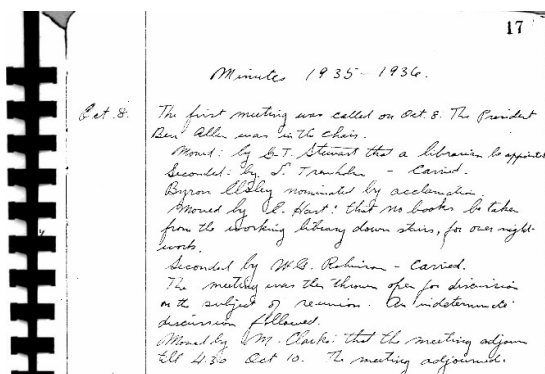 17
Minutes 1935-1936.
Oct. 8. The first meeting was called on Oct 8. The President
Ben Allen was in the chair.
Moved: by G.T. Stewart that a librarian be appointed
Seconded: by. S. Trenholm - Carried.
Byron nominated by acclamation.
Moved by E. Hart: that no books be taken
from the working library down stairs, for over night-
work.
Seconded by W.G. Robinson - Carried.
The meeting was then thrown open for discussion
on the subject of reunion. An indeterminate
discussion followed.
Moved by M. Clarke: that the meeting adjourn
till 4.30 Oct 10. The meeting adjourned.